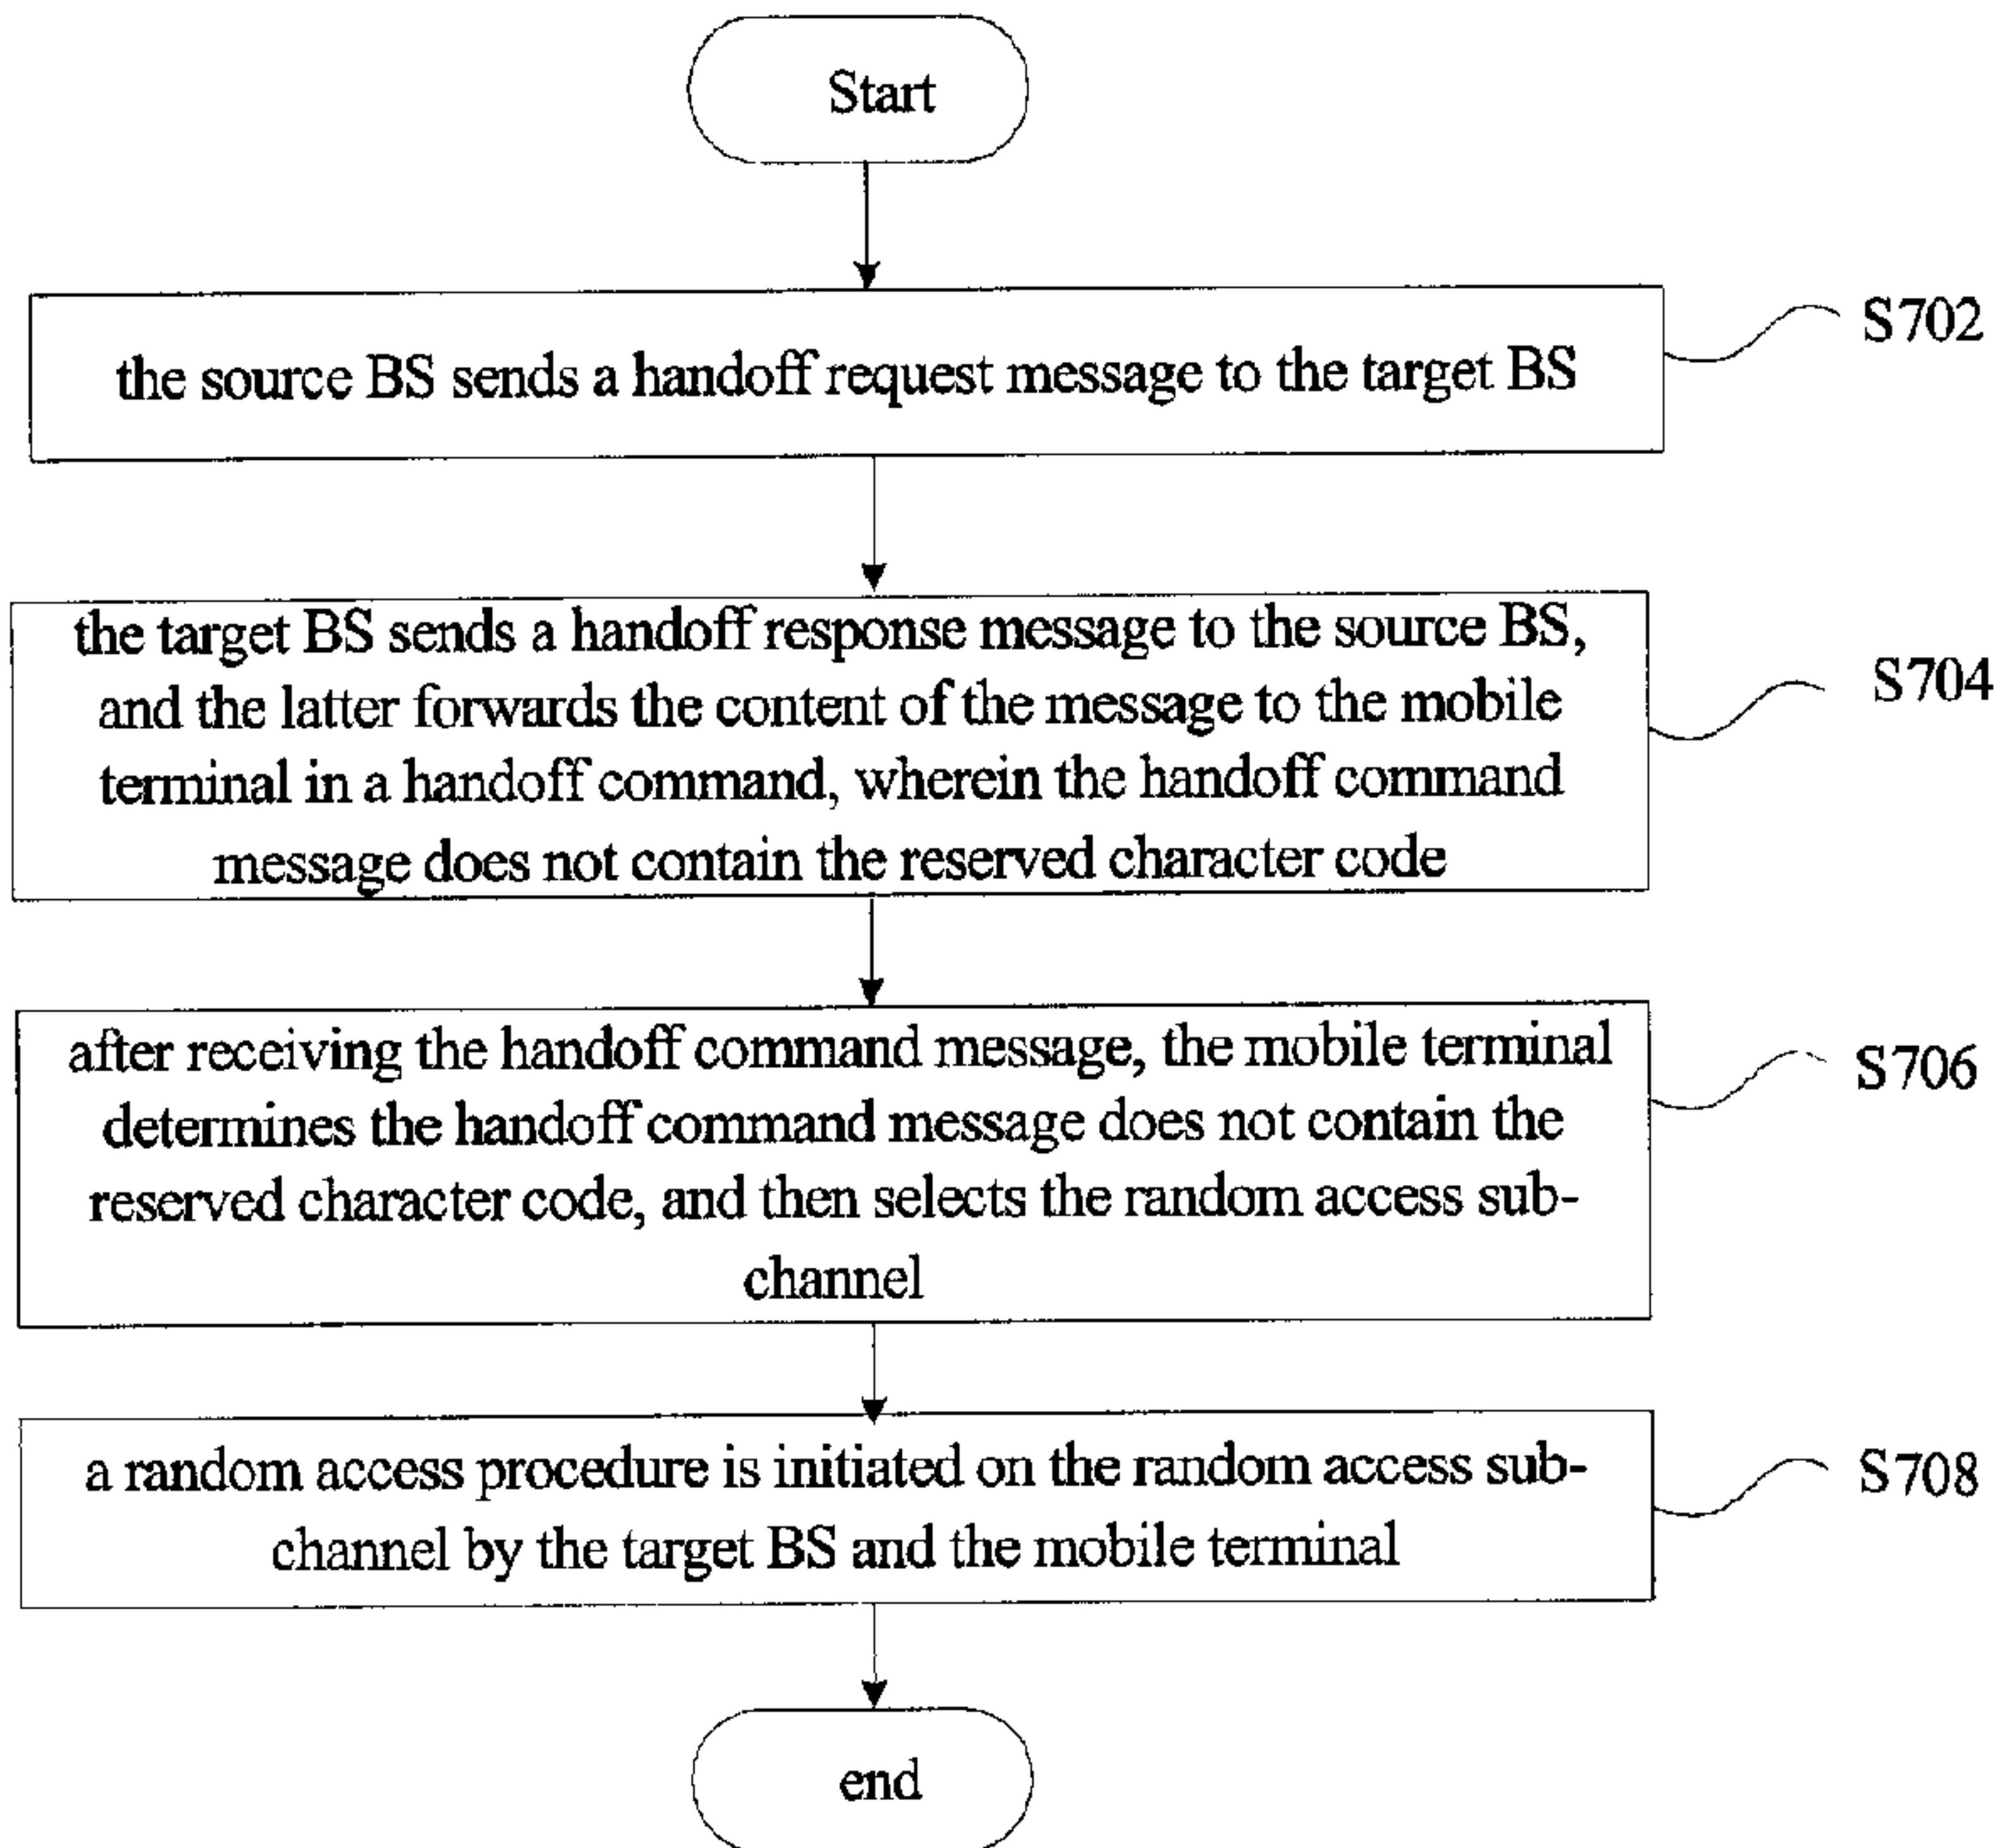 Start
the source BS sends a handoff request message to the target BS
S702
the target BS sends a handoff response message to the source BS,
and the latter forwards the content of the message to the mobile
terminal in a handoff command, wherein the handoff command
message does not contain the reserved character code
S704
after receiving the handoff command message, the mobile terminal
determines the handoff command message does not contain the
reserved character code, and then selects the random access sub-
channel
S706
a random access procedure is initiated on the random access sub-
channel by the target BS and the mobile terminal
S708
end